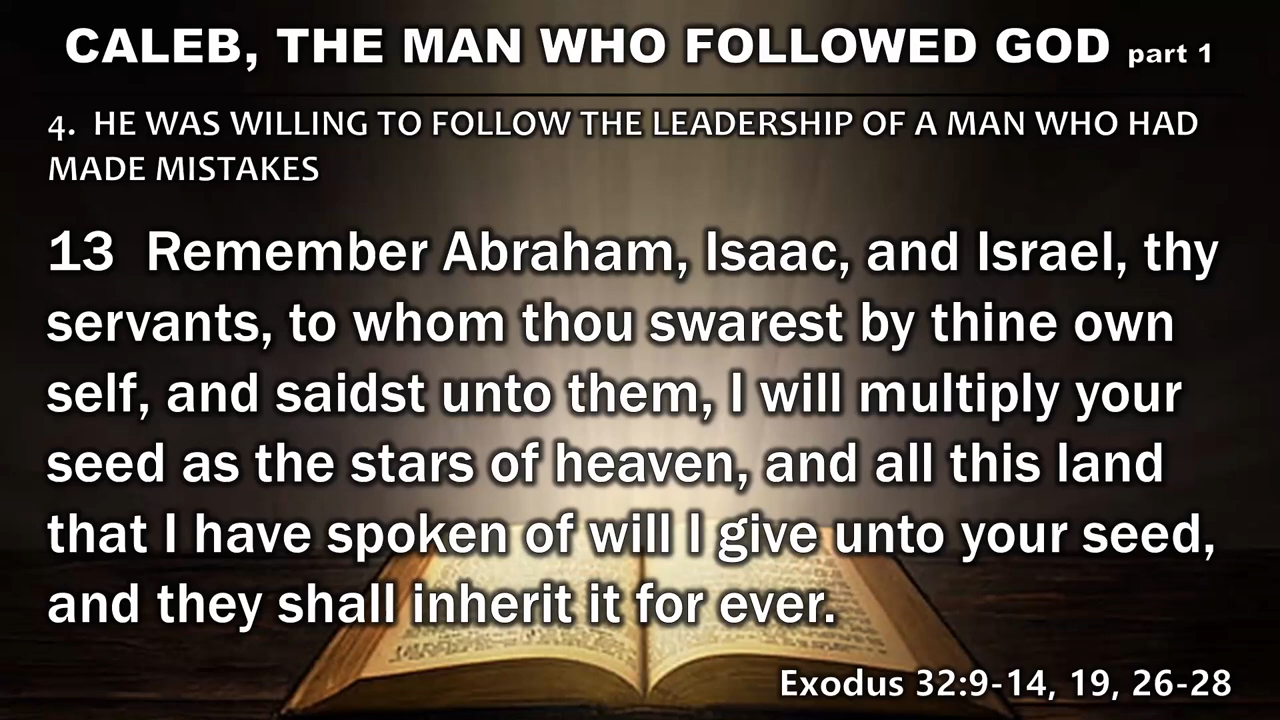 CALEB, THE MAN WHO FOLLOWED GOD part 1
4. HE WAS WILLING TO FOLLOW THE LEADERSHIP OF A MAN WHO HAD
MADE MISTAKES
13 Remember Abraham, Isaac, and Israel, thy
servants, to whom thou swarest by thine own
self, and saidst unto them, I will multiply your
seed as the stars of heaven, and all this land
that I have spoken of will I give unto your seed,
and they shall inherit it for ever.
Exodus 32:9-14, 19, 26-28